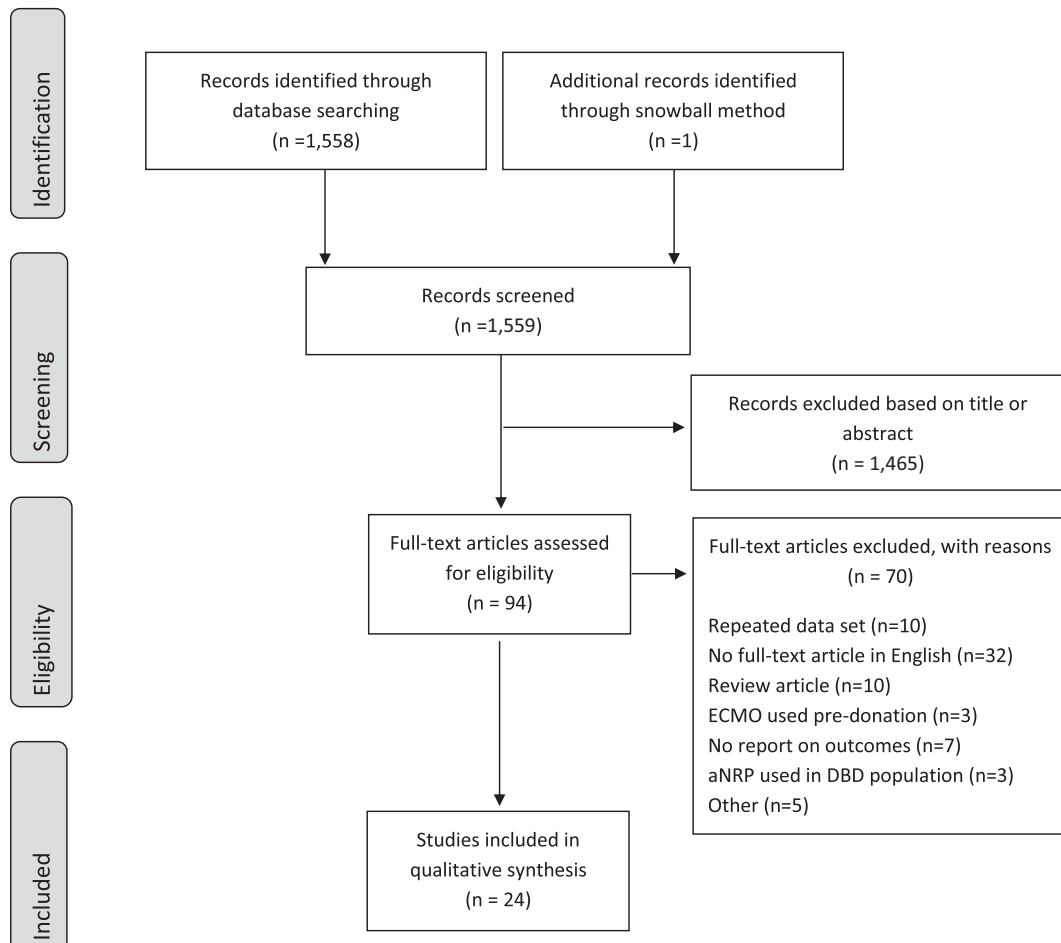 Identification
Records identified through
database searching
(n =1,558)
Additional records identified
through snowball method
(n =1)
Screening
Records screened
(n =1,559)
Records excluded based on title or
abstract
(n = 1,465)
Eligibility
Full-text articles assessed
for eligibility
(n = 94)
Full-text articles excluded, with reasons
(n = 70)
Repeated data set (n=10)
No full-text article in English (n=32)
Review article (n=10)
ECMO used pre-donation (n=3)
No report on outcomes (n=7)
aNRP used in DBD population (n=3)
Other (n=5)
Included
Studies included in
qualitative synthesis
(n = 24)